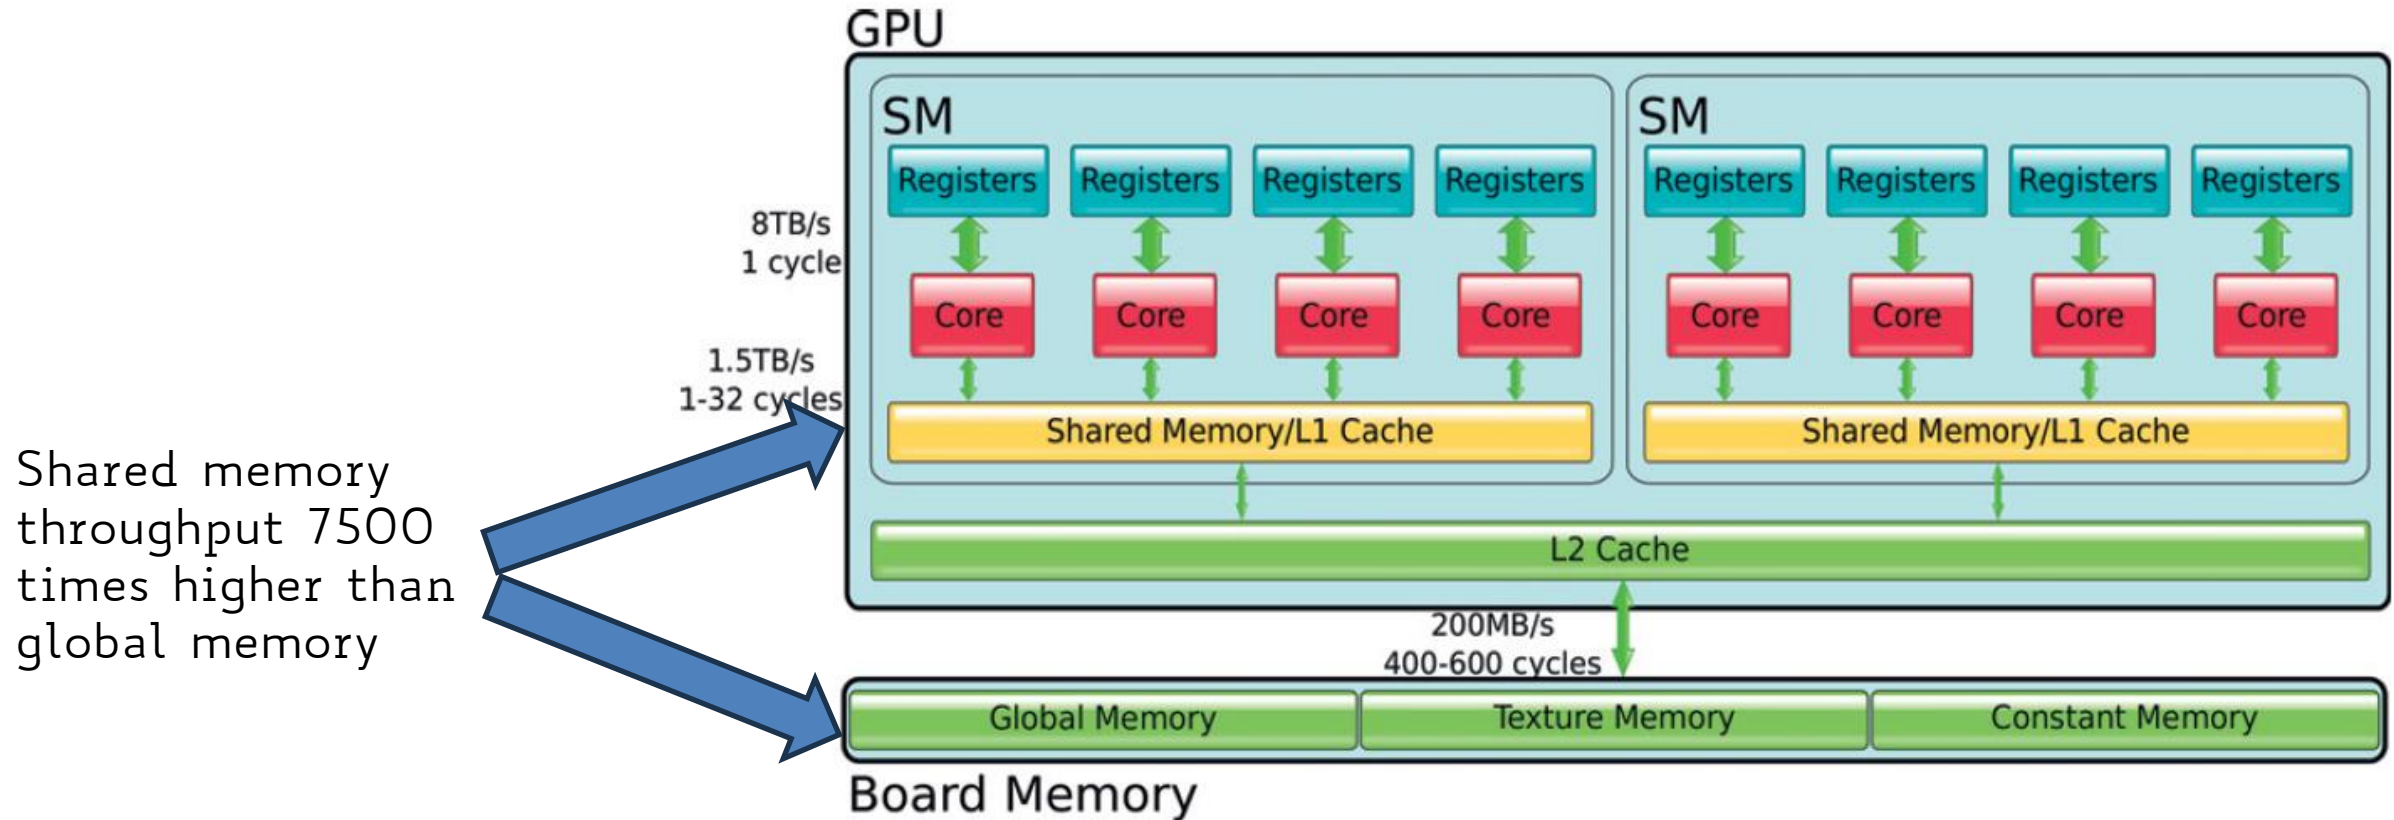 GPU
SM
SM
Registers
Registers
Registers
Registers
Registers
Registers
Registers
Registers
8TB/s
1 cycle
Core
Core
Core
Core
Core
Core
Core
Core
1.5TB/s
1-32 cycles
Shared Memory/L1 Cache
Shared Memory/L1 Cache
Shared memory
throughput 7500
times higher than
global memory
L2 Cache
200MB/s
400-600 cycles
Global Memory
Texture Memory
Constant Memory
Board Memory